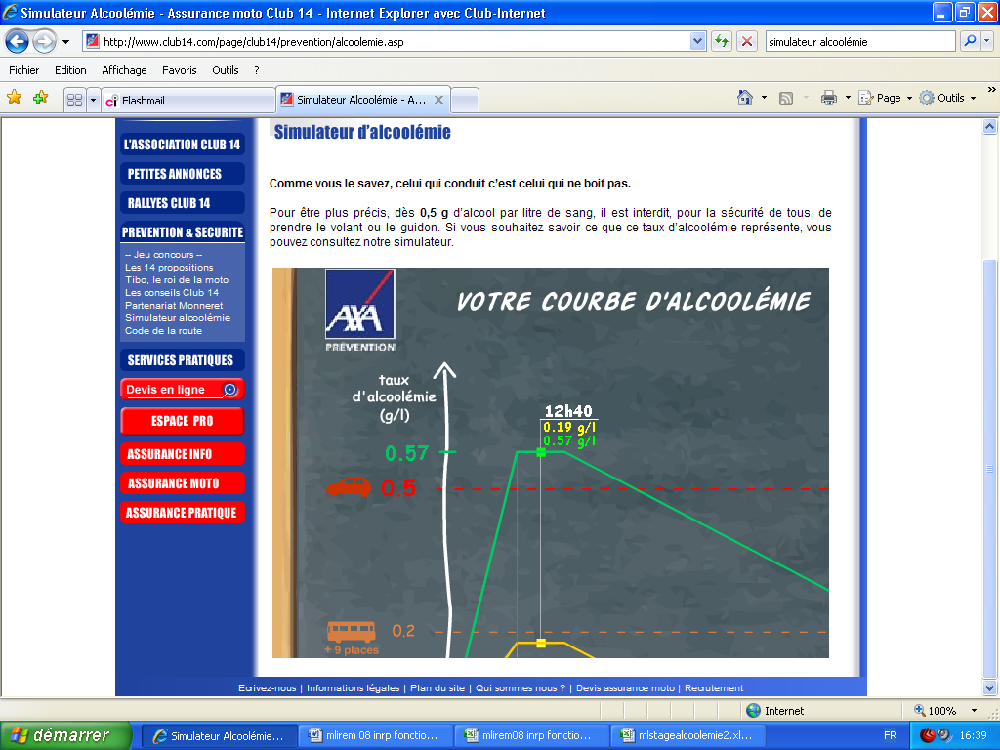 Simulateur Alcoolémie - Assurance moto Club 14 - Internet Explorer avec Club-Internet
http://www.club14.com/page/club14/prevention/alcoolemie.asp
simulateur alcoolémie
Fichier Edition Affichage Favoris Outils ?
Flashmail
Simulateur Alcoolémie - A...
Page
Outils
L'ASSOCIATION CLUB 14
PETITES ANNONCES
RALLYES CLUB 14
PREVENTION & SECURITE
-- Jeu concours --
Les 14 propositions
Tibo, le roi de la moto
Les conseils Club 14
Partenariat Monneret
Simulateur alcoolémie
Code de la route
SERVICES PRATIQUES
Devis en ligne
ESPACE PRO
ASSURANCE INFO
ASSURANCE MOTO
ASSURANCE PRATIQUE
Simulateur d'alcoolémie
Comme vous le savez, celui qui conduit c'est celui qui ne boit pas.
Pour être plus précis, dès 0,5 g d'alcool par litre de sang, il est interdit, pour la sécurité de tous, de
prendre le volant ou le guidon. Si vous souhaitez savoir ce que ce taux d'alcoolémie représente, vous
pouvez consultez notre simulateur.
AXA
PRÉVENTION
VOTRE COURBE D'ALCOOLÉMIE
taux
d'alcoolémie
(g/l)
12h40
0.19 g/l
0.57 g/l
0.57
0.5
0.2
+ 9 places
Ecrivez-nous | Informations légales | Plan du site | Qui sommes nous ? | Devis assurance moto | Recrutement
Internet
100%
démarrer
Simulateur Alcoolémie...
mlirem 08 inrp fonctio...
mlirem08 inrp fonctio...
mlstagealcoolemie2.xl...
FR
16:39